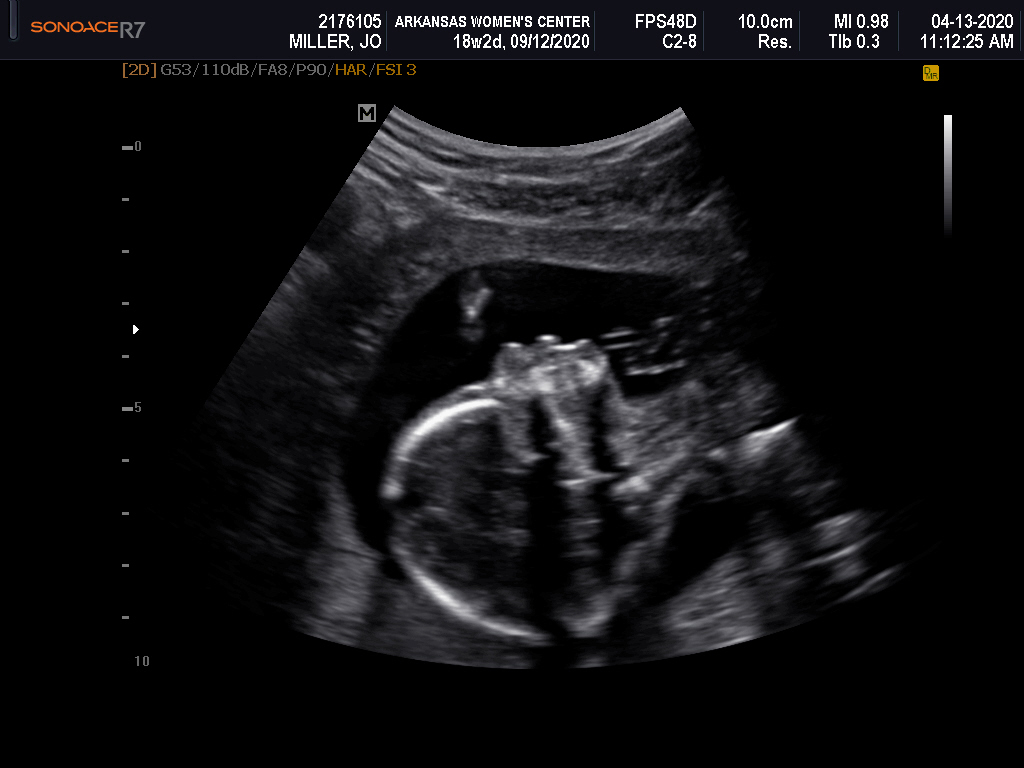 SONOACE R7
2176105
MILLER, JO
ARKANSAS WOMEN'S CENTER
18w2d, 09/12/2020
FPS48D
C2-8
10.0cm
Res.
MI 0.98
TIb 0.3
04-13-2020
11:12:25 AM
[2D] G53/110dB/FA8/P90/HAR/FSI 3
M
0
5
10